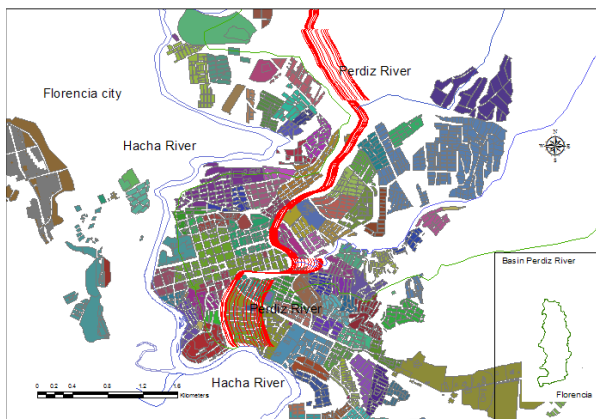 Perdiz River
Florencia city
Hacha River
N
Basin Perdiz River
Perdiz River
Hacha River
0 0.2 0.4 0.8 1.2 1.6
Kilometers
Florencia